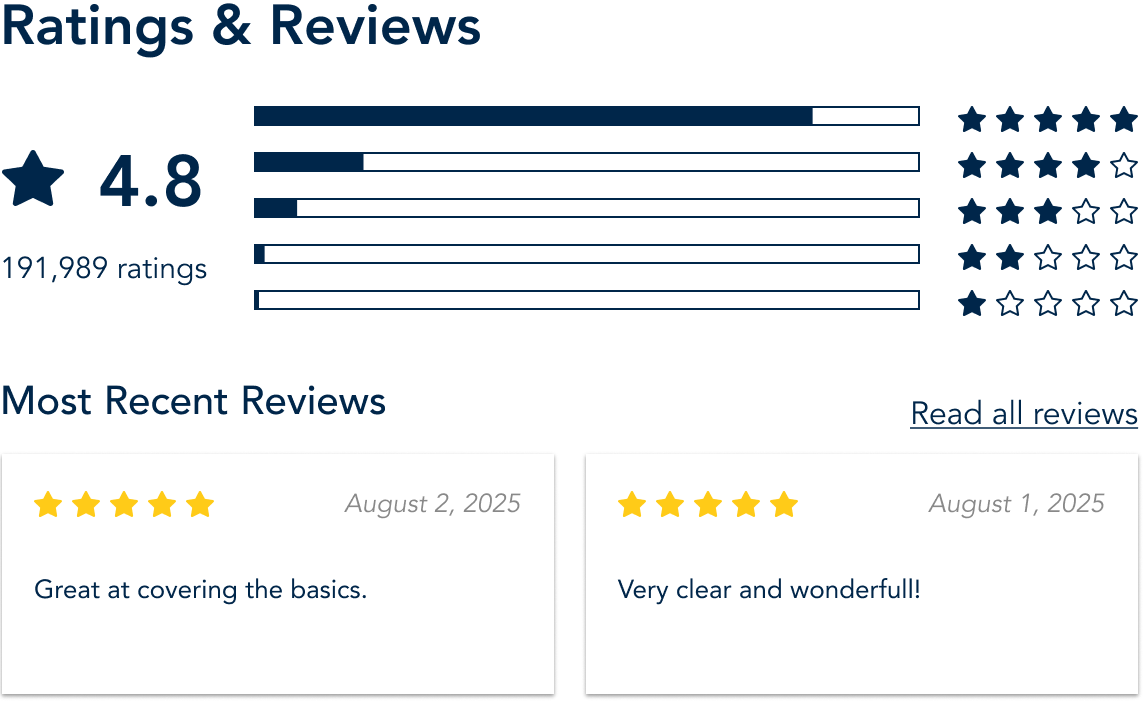 Ratings & Reviews
4.8
191,989 ratings
Most Recent Reviews
Read all reviews
August 2, 2025
Great at covering the basics.
August 1, 2025
Very clear and wonderfull!